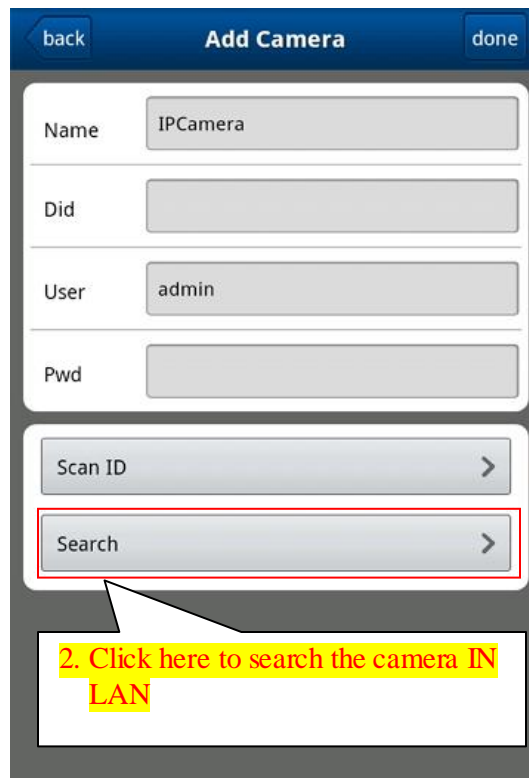 back Add Camera done
Name IPCamera
Did
User admin
Pwd
Scan ID
Search
2. Click here to search the camera IN
LAN